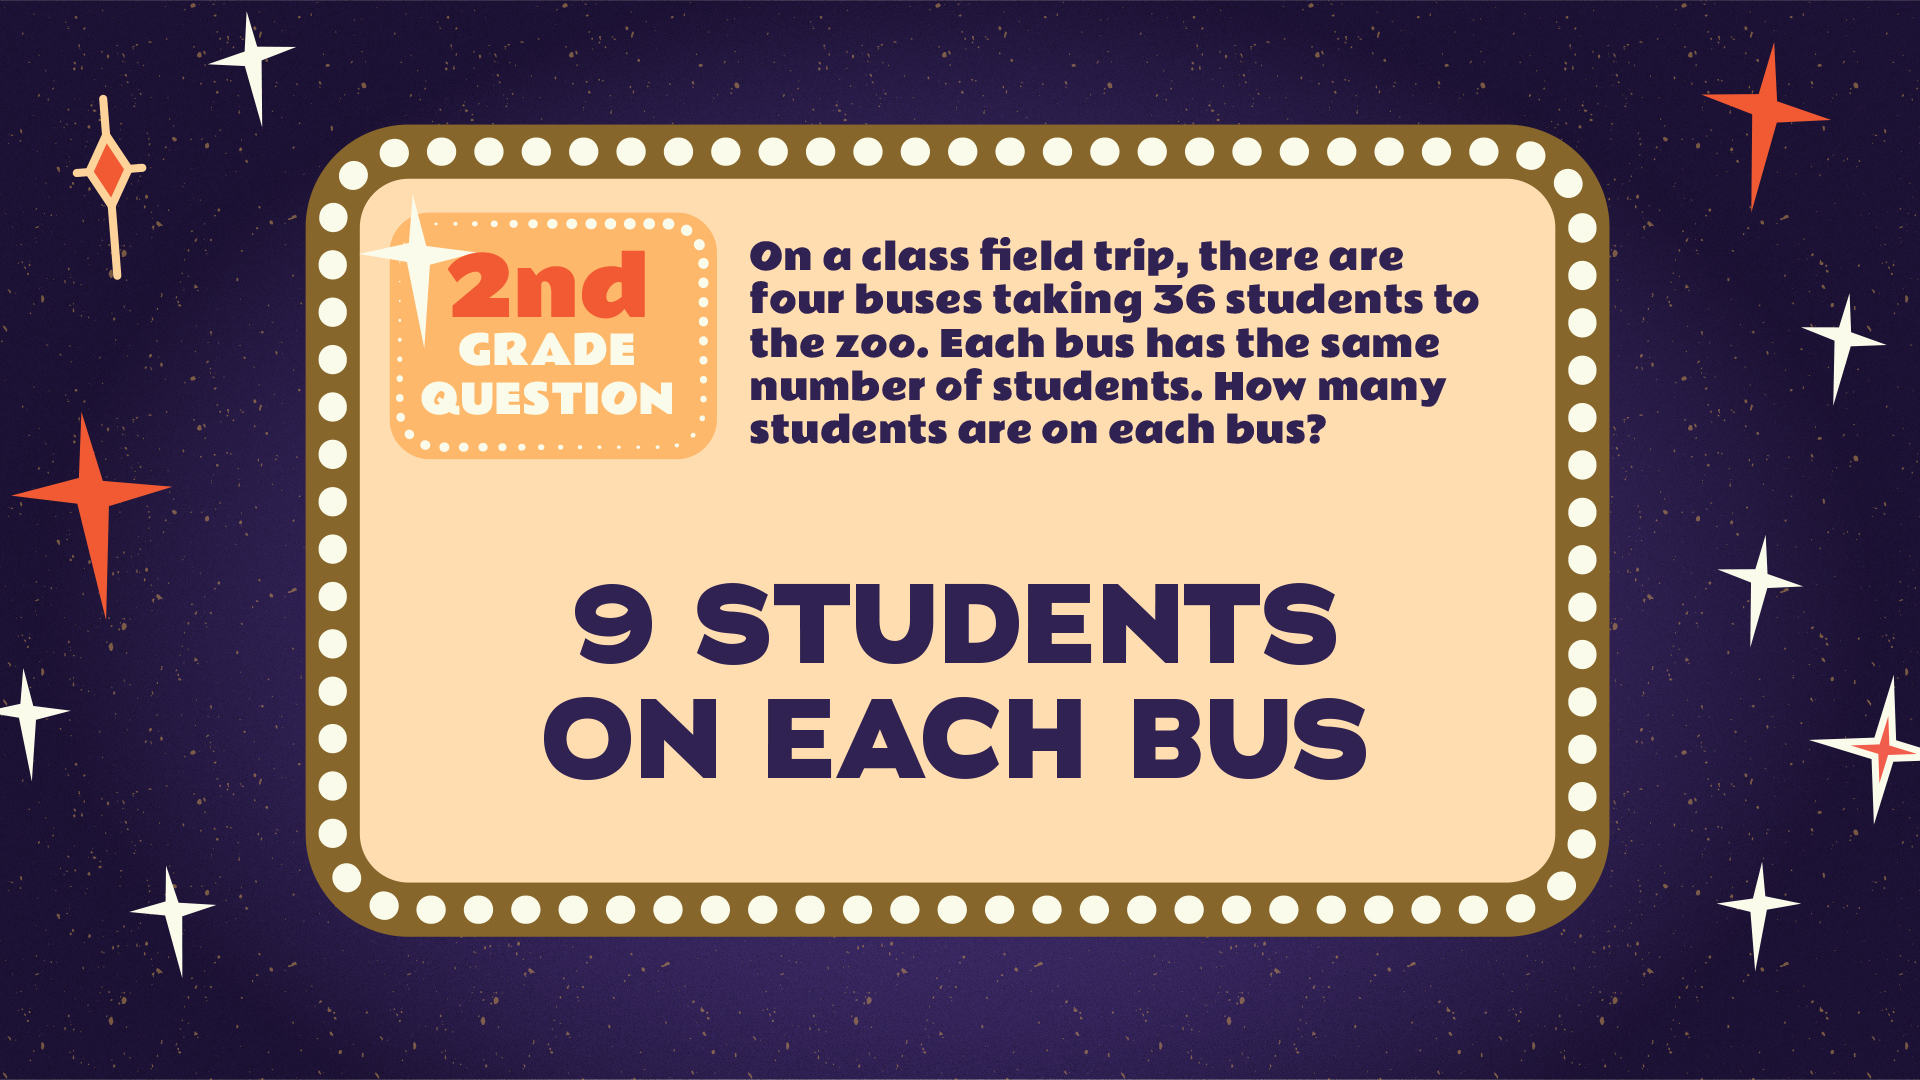 2nd
GRADE
QUESTION
On a class field trip, there are
four buses taking 36 students to
the zoo. Each bus has the same
number of students. How many
students are on each bus?
9 STUDENTS
ON EACH BUS